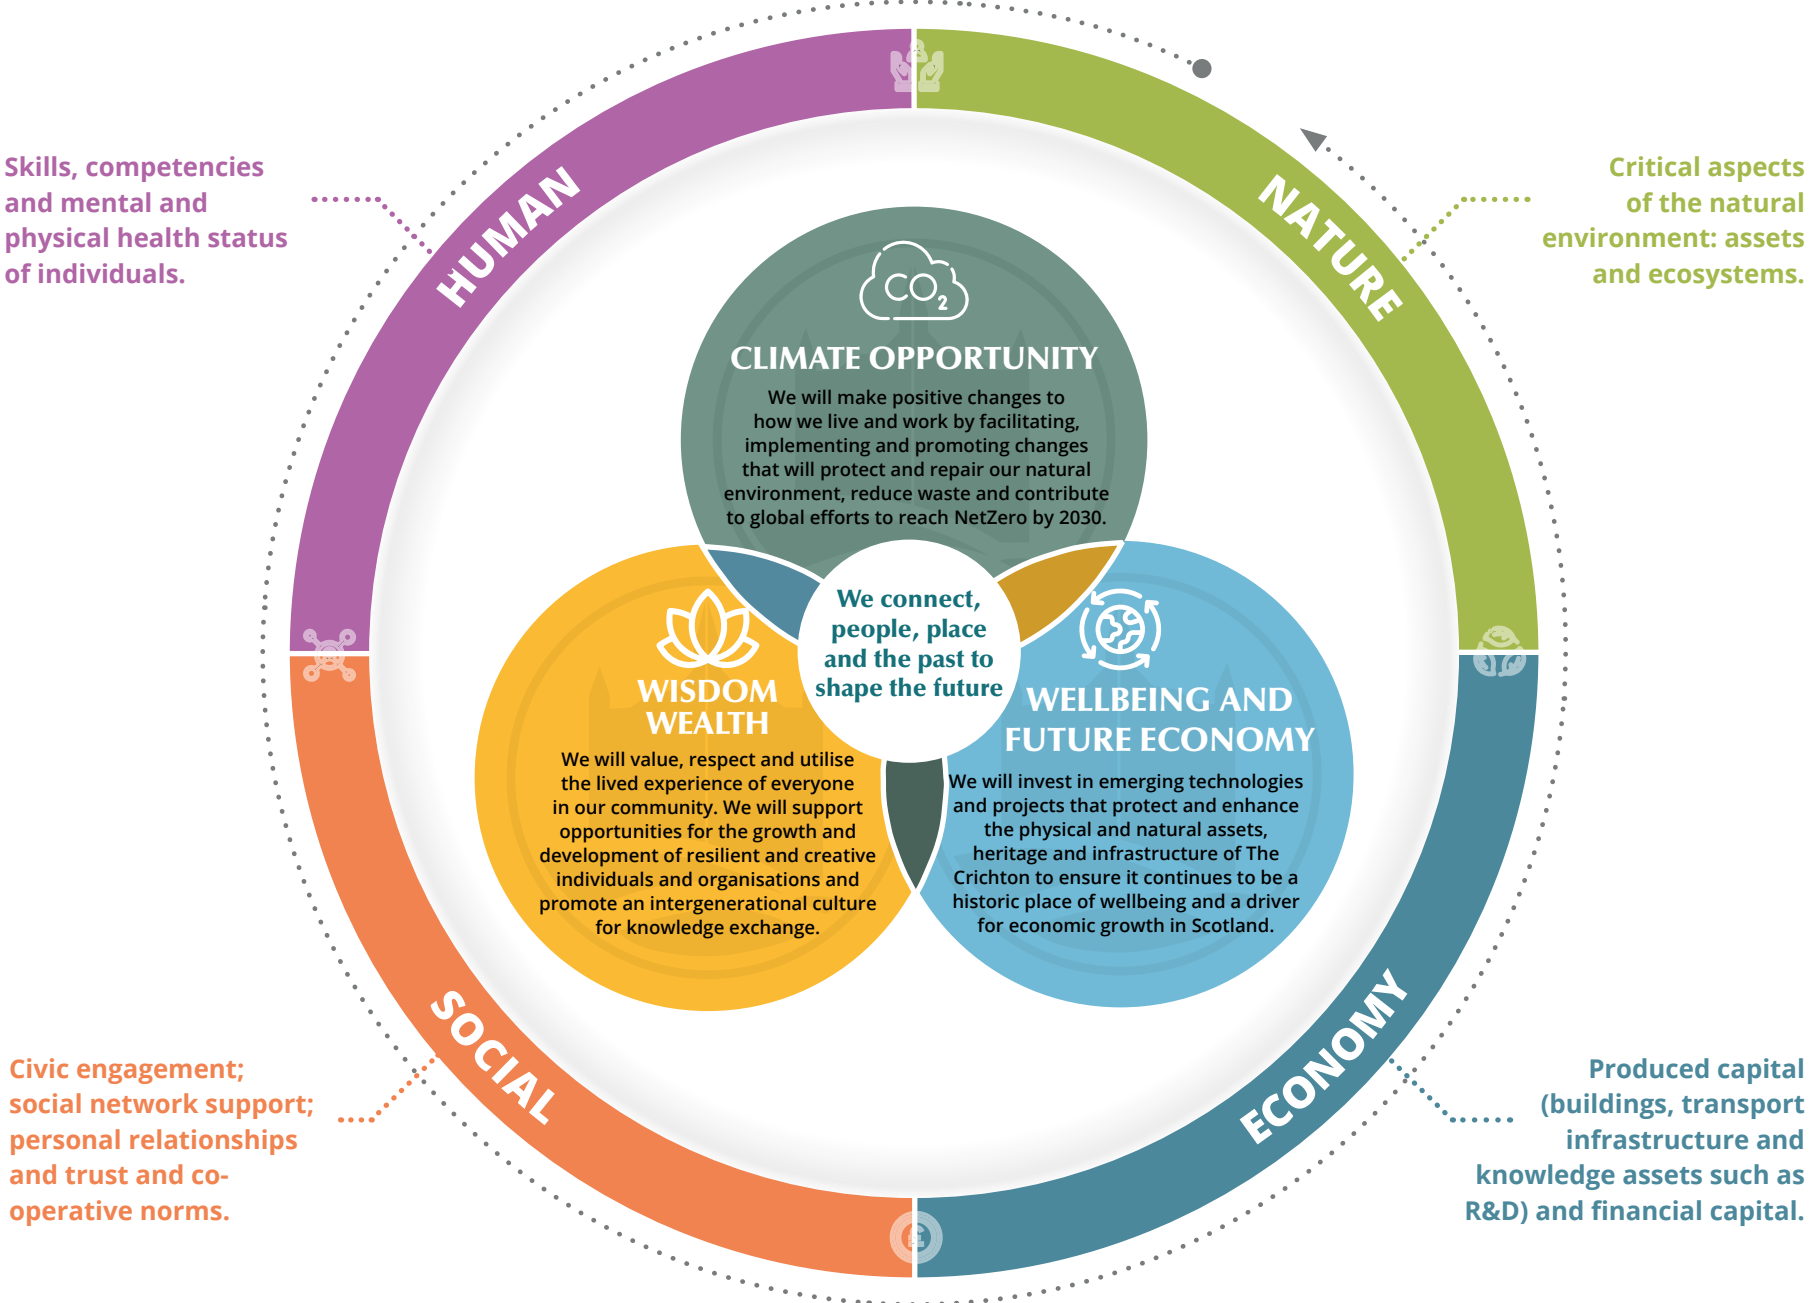 Skills, competencies
and mental and
physical health status
of individuals.
HUMAN
NATURE
Critical aspects
of the natural
environment: assets
and ecosystems.
CO2
CLIMATE OPPORTUNITY
We will make positive changes to
how we live and work by facilitating,
implementing and promoting changes
that will protect and repair our natural
environment, reduce waste and contribute
to global efforts to reach NetZero by 2030.
We connect,
people, place
and the past to
shape the future
WISDOM
WEALTH
We will value, respect and utilise
the lived experience of everyone
in our community. We will support
opportunities for the growth and
development of resilient and creative
individuals and organisations and
promote an intergenerational culture
for knowledge exchange.
WELLBEING AND
FUTURE ECONOMY
We will invest in emerging technologies
and projects that protect and enhance
the physical and natural assets,
heritage and infrastructure of The
Crichton to ensure it continues to be a
historic place of wellbeing and a driver
for economic growth in Scotland.
SOCIAL
Civic engagement;
social network support;
personal relationships
and trust and co-
operative norms.
ECONOMY
Produced capital
(buildings, transport
infrastructure and
knowledge assets such as
R&D) and financial capital.
£